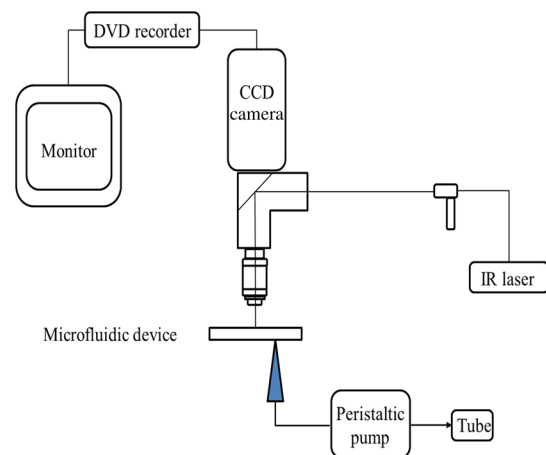 DVD recorder
CCD
camera
Monitor
IR laser
Microfluidic device
Peristaltic
pump
Tube